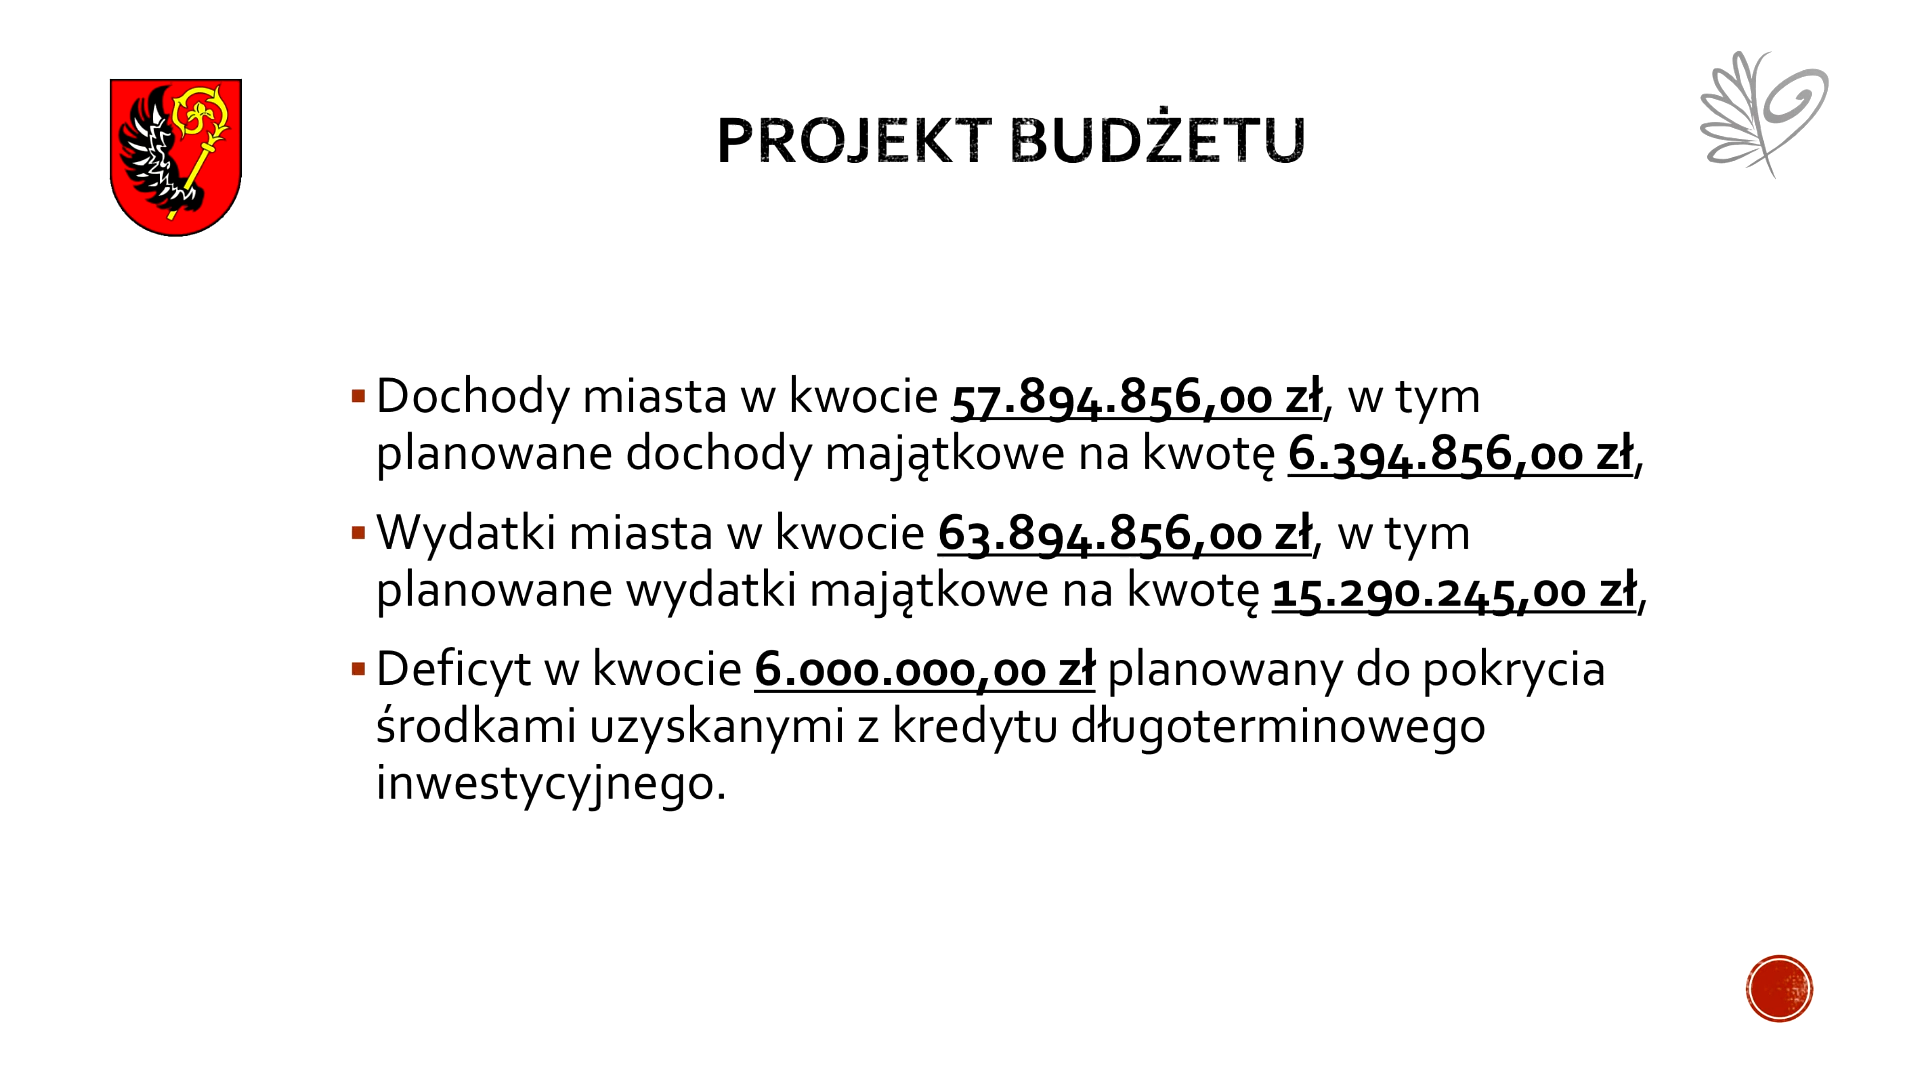 PROJEKT BUDŻETU
▪ Dochody miasta w kwocie 57.894.856,00 zł, w tym
planowane dochody majątkowe na kwotę 6.394.856,00 zł,
▪ Wydatki miasta w kwocie 63.894.856,00 zł, w tym
planowane wydatki majątkowe na kwotę 15.290.245,00 zł,
▪ Deficyt w kwocie 6.000.000,00 zł planowany do pokrycia
środkami uzyskanymi z kredytu długoterminowego
inwestycyjnego.